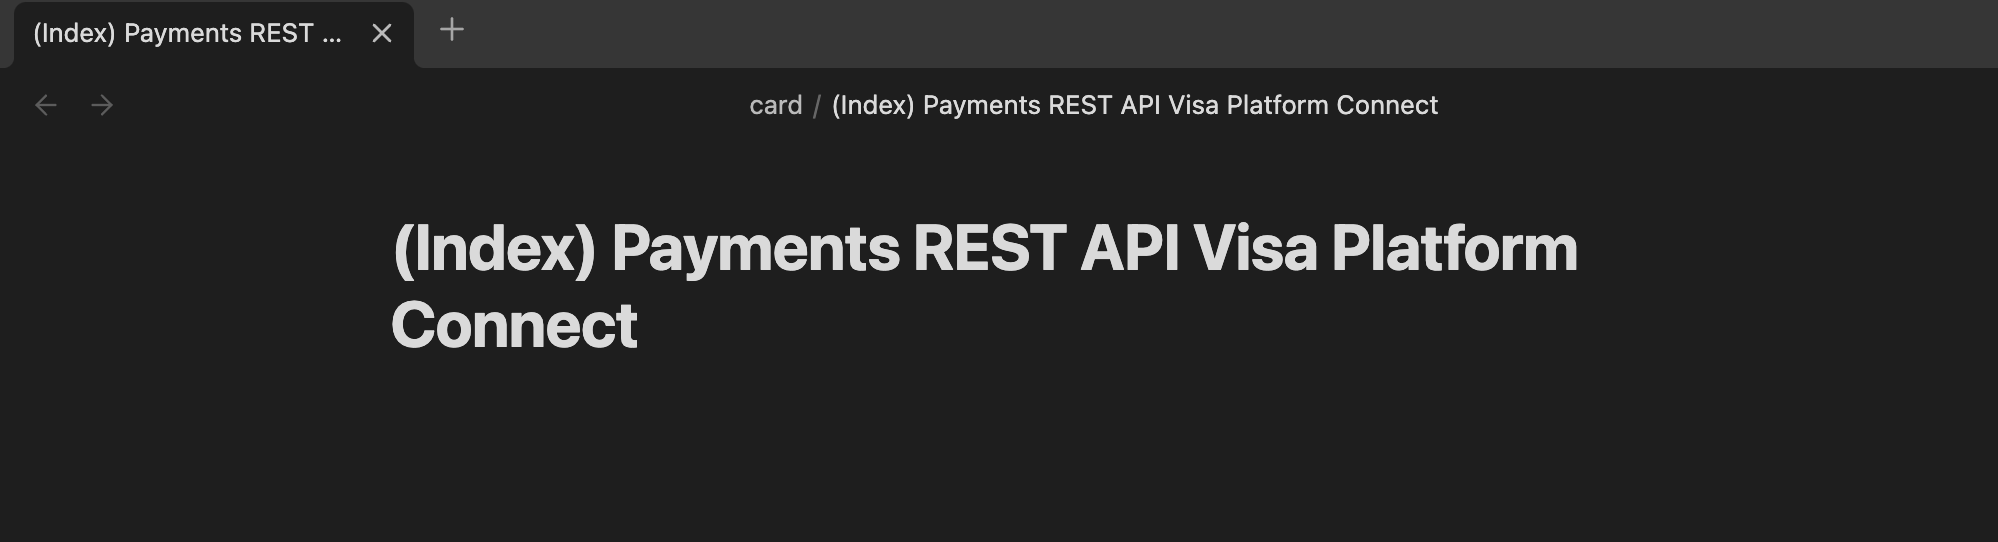 (Index) Payments REST ...
card / (Index) Payments REST API Visa Platform Connect
(Index) Payments REST API Visa Platform
Connect